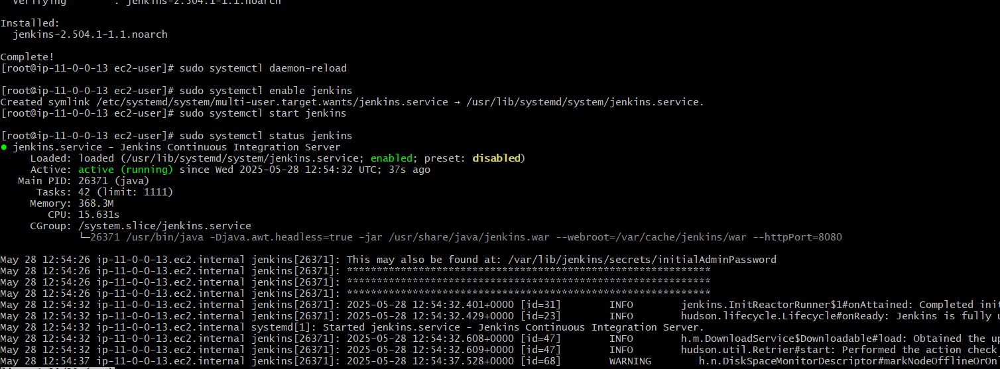 Verifying        : jenkins-2.504.1-1.1.noarch
Installed:
  jenkins-2.504.1-1.1.noarch
Complete!
[root@ip-11-0-0-13 ec2-user]# sudo systemctl daemon-reload
[root@ip-11-0-0-13 ec2-user]# sudo systemctl enable jenkins
Created symlink /etc/systemd/system/multi-user.target.wants/jenkins.service → /usr/lib/systemd/system/jenkins.service.
[root@ip-11-0-0-13 ec2-user]# sudo systemctl start jenkins
[root@ip-11-0-0-13 ec2-user]# sudo systemctl status jenkins
● jenkins.service - Jenkins Continuous Integration Server
     Loaded: loaded (/usr/lib/systemd/system/jenkins.service; enabled; preset: disabled)
     Active: active (running) since Wed 2025-05-28 12:54:32 UTC; 37s ago
   Main PID: 26371 (java)
      Tasks: 42 (limit: 1111)
     Memory: 368.3M
        CPU: 15.631s
     CGroup: /system.slice/jenkins.service
             └─26371 /usr/bin/java -Djava.awt.headless=true -jar /usr/share/java/jenkins.war --webroot=/var/cache/jenkins/war --httpPort=8080
May 28 12:54:26 ip-11-0-0-13.ec2.internal jenkins[26371]: This may also be found at: /var/lib/jenkins/secrets/initialAdminPassword
May 28 12:54:26 ip-11-0-0-13.ec2.internal jenkins[26371]: *************************************************************
May 28 12:54:26 ip-11-0-0-13.ec2.internal jenkins[26371]: *************************************************************
May 28 12:54:26 ip-11-0-0-13.ec2.internal jenkins[26371]: *************************************************************
May 28 12:54:32 ip-11-0-0-13.ec2.internal jenkins[26371]: 2025-05-28 12:54:32.401+0000 [id=31]        INFO        jenkins.InitReactorRunner$1#onAttained: Completed init
May 28 12:54:32 ip-11-0-0-13.ec2.internal jenkins[26371]: 2025-05-28 12:54:32.429+0000 [id=23]        INFO        hudson.lifecycle.Lifecycle#onReady: Jenkins is fully u
May 28 12:54:32 ip-11-0-0-13.ec2.internal systemd[1]: Started jenkins.service - Jenkins Continuous Integration Server.
May 28 12:54:32 ip-11-0-0-13.ec2.internal jenkins[26371]: 2025-05-28 12:54:32.608+0000 [id=47]        INFO        h.m.DownloadService$Downloadable#load: Obtained the up
May 28 12:54:32 ip-11-0-0-13.ec2.internal jenkins[26371]: 2025-05-28 12:54:32.609+0000 [id=47]        INFO        hudson.util.Retrier#start: Performed the action check
May 28 12:54:37 ip-11-0-0-13.ec2.internal jenkins[26371]: 2025-05-28 12:54:37.528+0000 [id=68]        WARNING        h.n.DiskSpaceMonitorDescriptor#markNodeOfflineOrOn